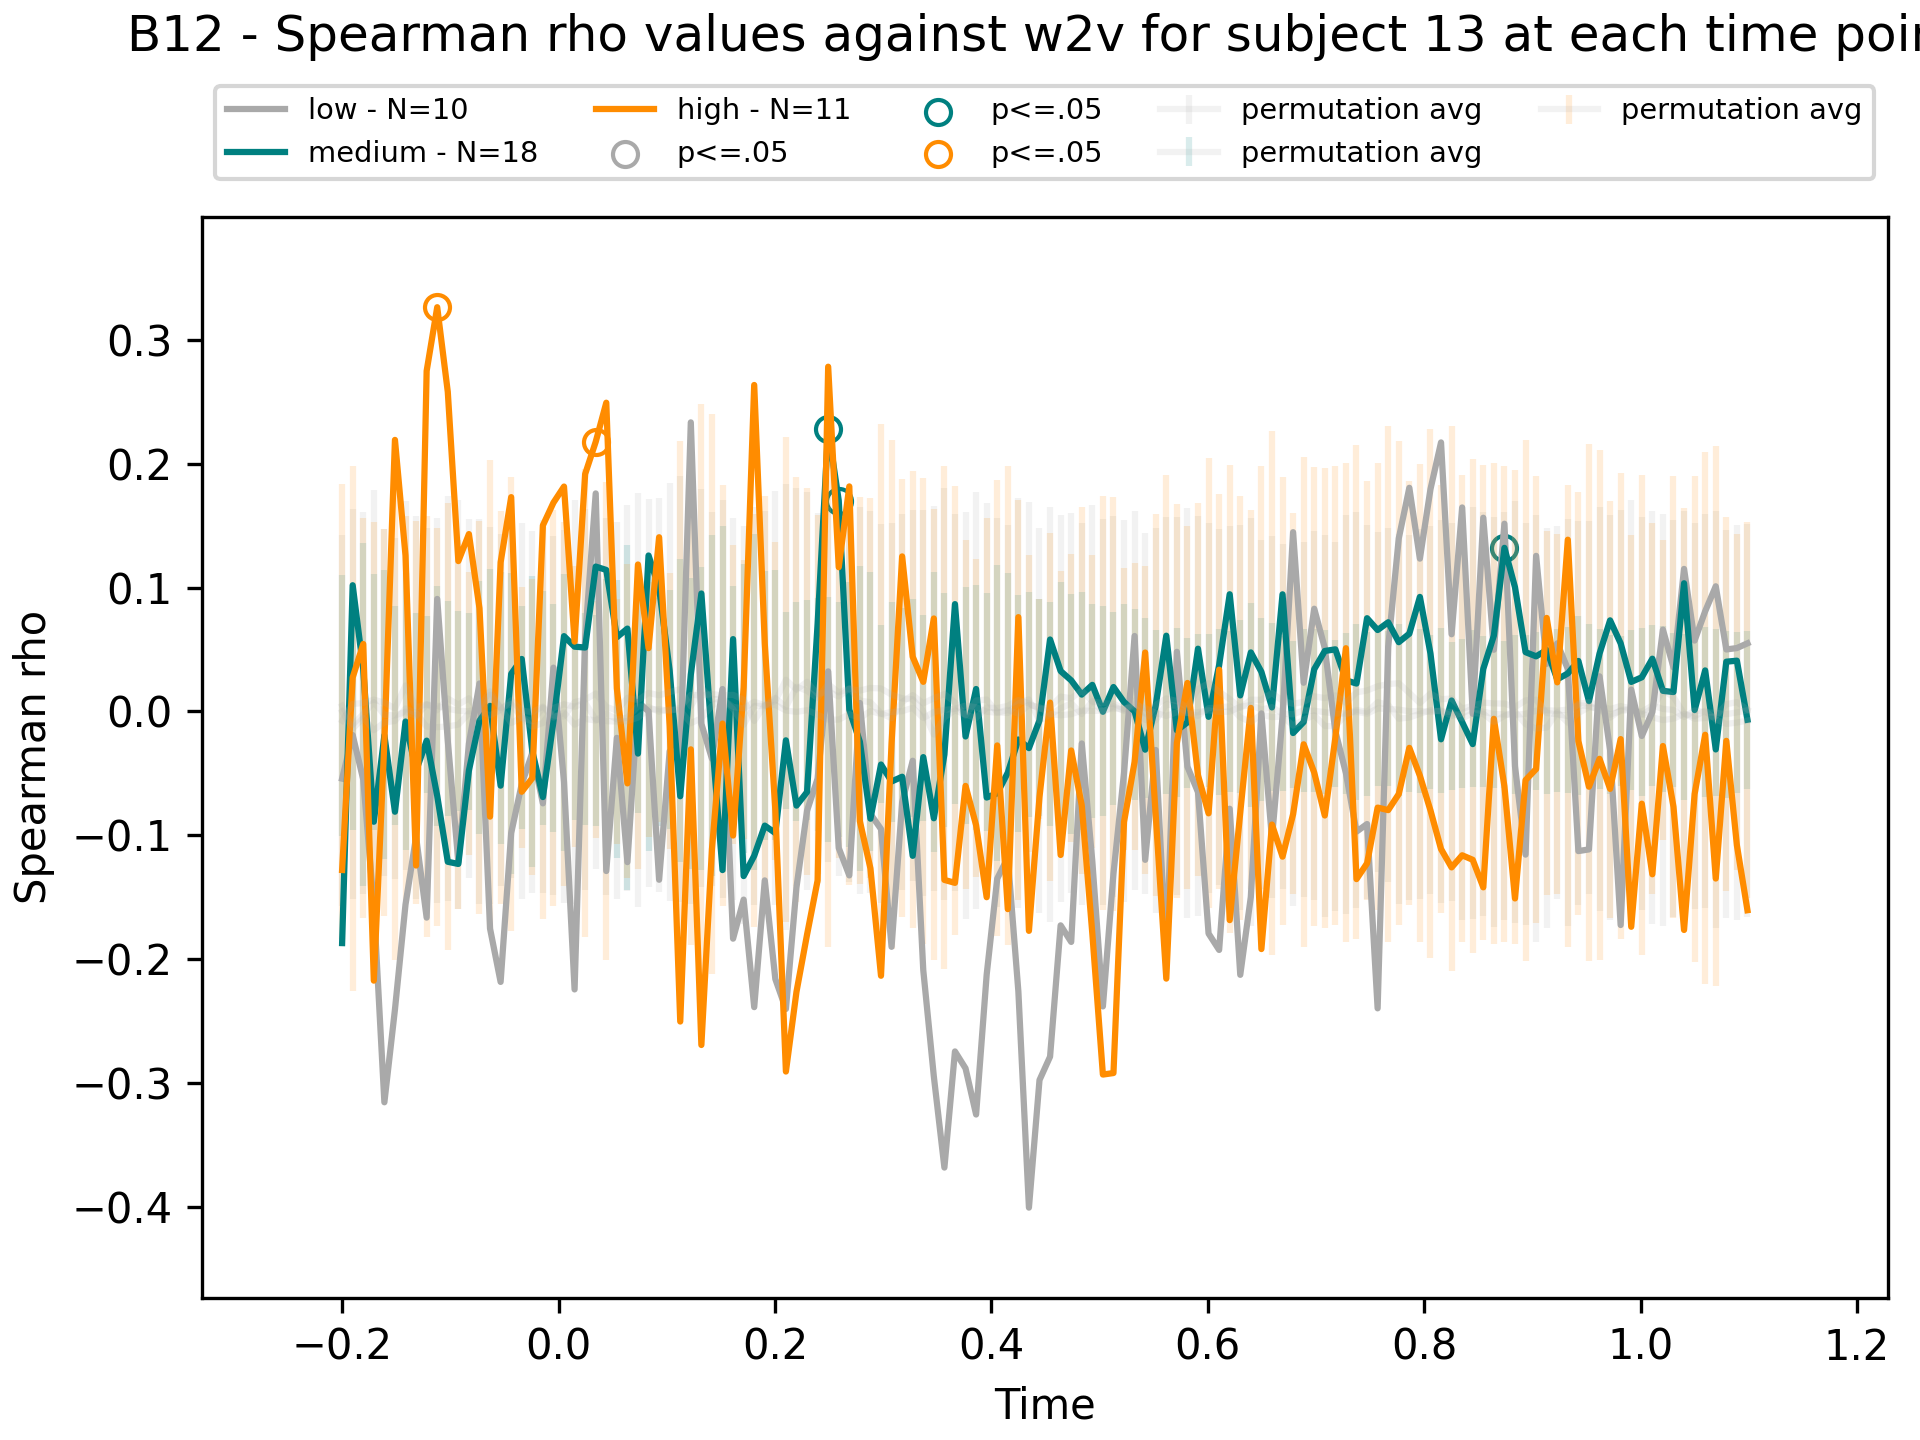 B12 - Spearman rho values against w2v for subject 13 at each time
low - N=10
high - N=11
p<=.05
permutation avg
permutation avg
medium - N=18
p<=.05
p<=.05
permutation avg
0.3
0.2
0.1
0.0
−0.1
−0.2
−0.3
−0.4
Spearman rho
−0.2
0.0
0.2
0.4
0.6
0.8
1.0
1.2
Time